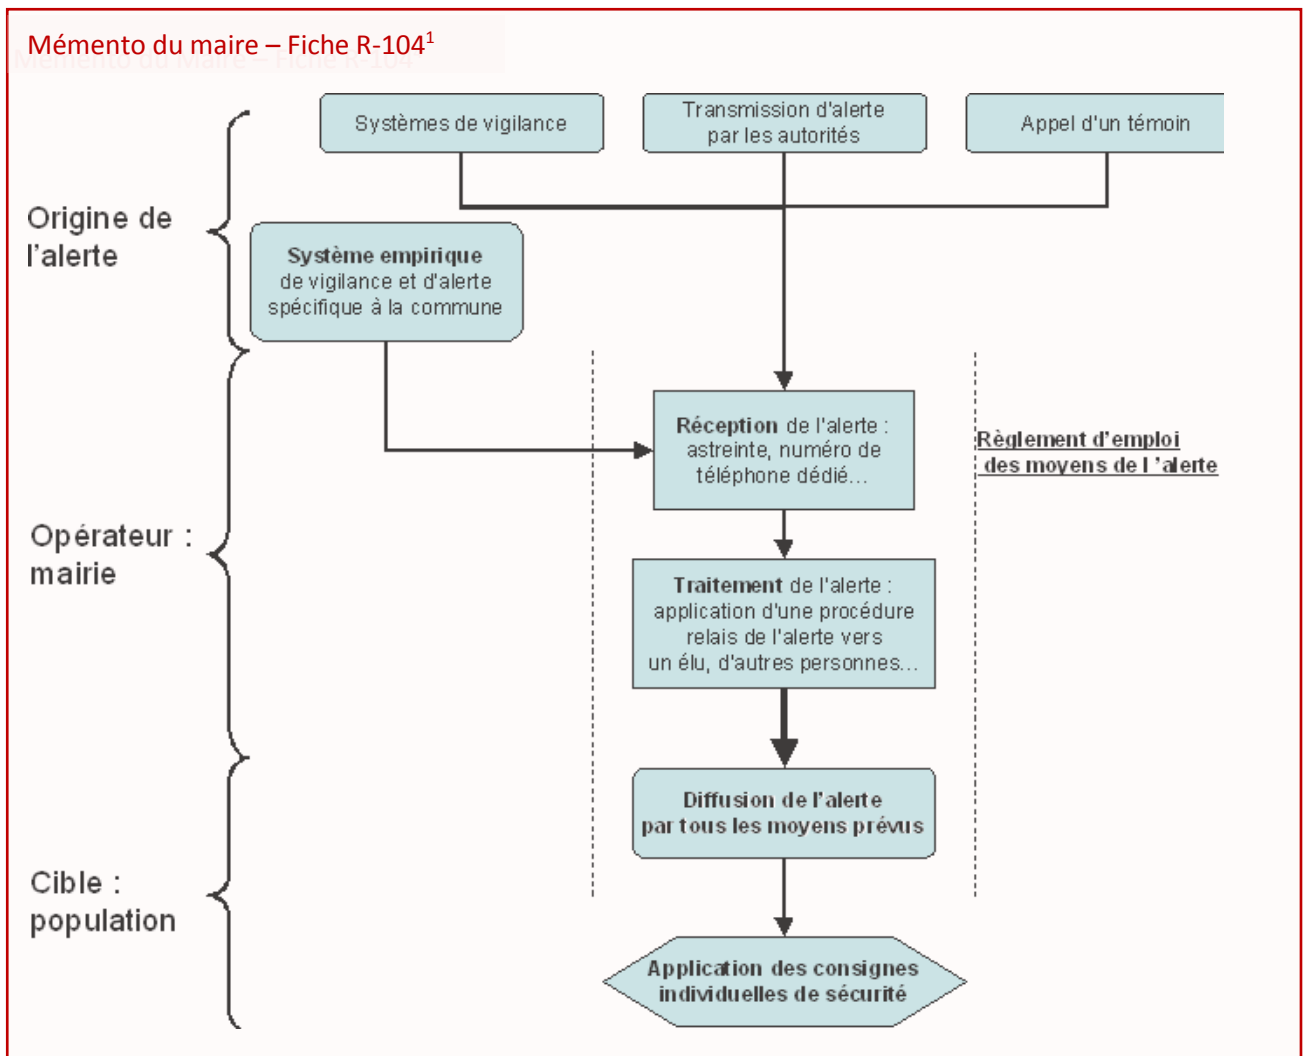 Mémento du maire – Fiche R-104¹
Systèmes de vigilance
Transmission d'alerte
par les autorités
Appel d'un témoin
Origine de
l'alerte
Système empirique
de vigilance et d'alerte
spécifique à la commune
Réception de l'alerte :
astreinte, numéro de
téléphone dédié...
Règlement d'emploi
des moyens de l 'alerte
Opérateur :
mairie
Traitement de l'alerte :
application d'une procédure
relais de l'alerte vers
un élu, d'autres personnes...
Diffusion de l'alerte
par tous les moyens prévus
Cible :
population
Application des consignes
individuelles de sécurité